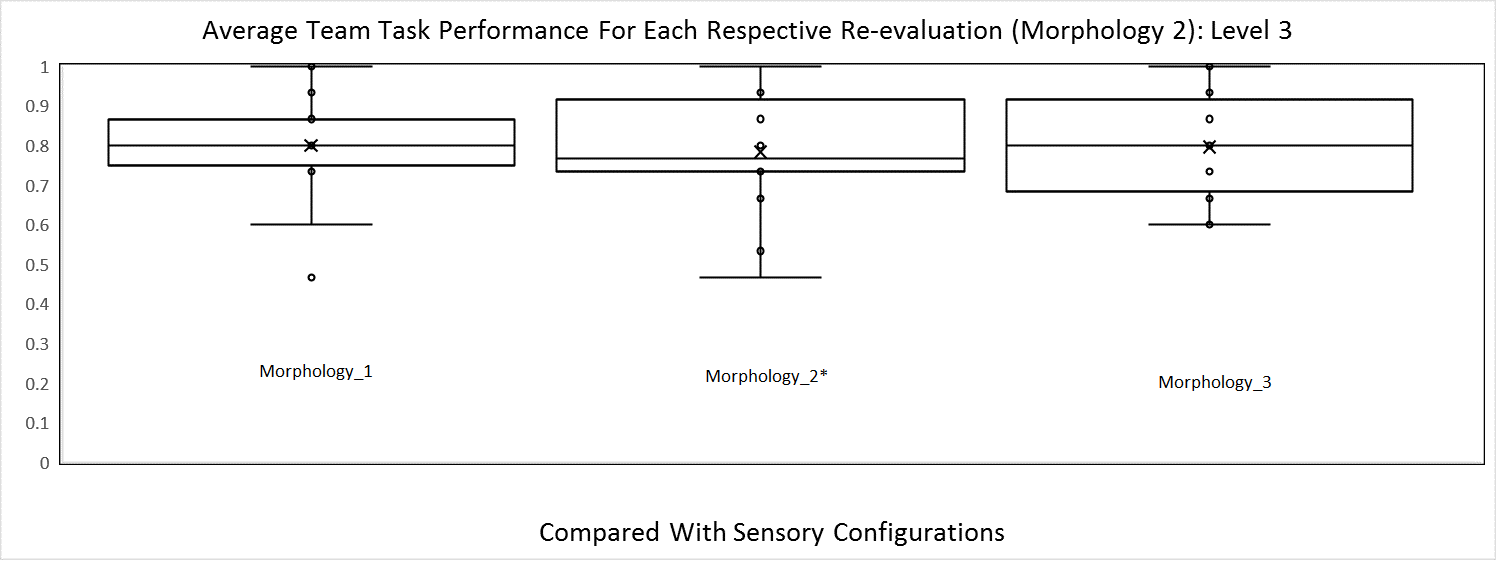 Average Team Task Performance For Each Respective Re-evaluation (Morphology 2): Level 3
1
0.9
0.8
0.7
0.6
0.5
0.4
0.3
0.2
0.1
0
Morphology_1
Morphology_2*
Morphology_3
Compared With Sensory Configurations